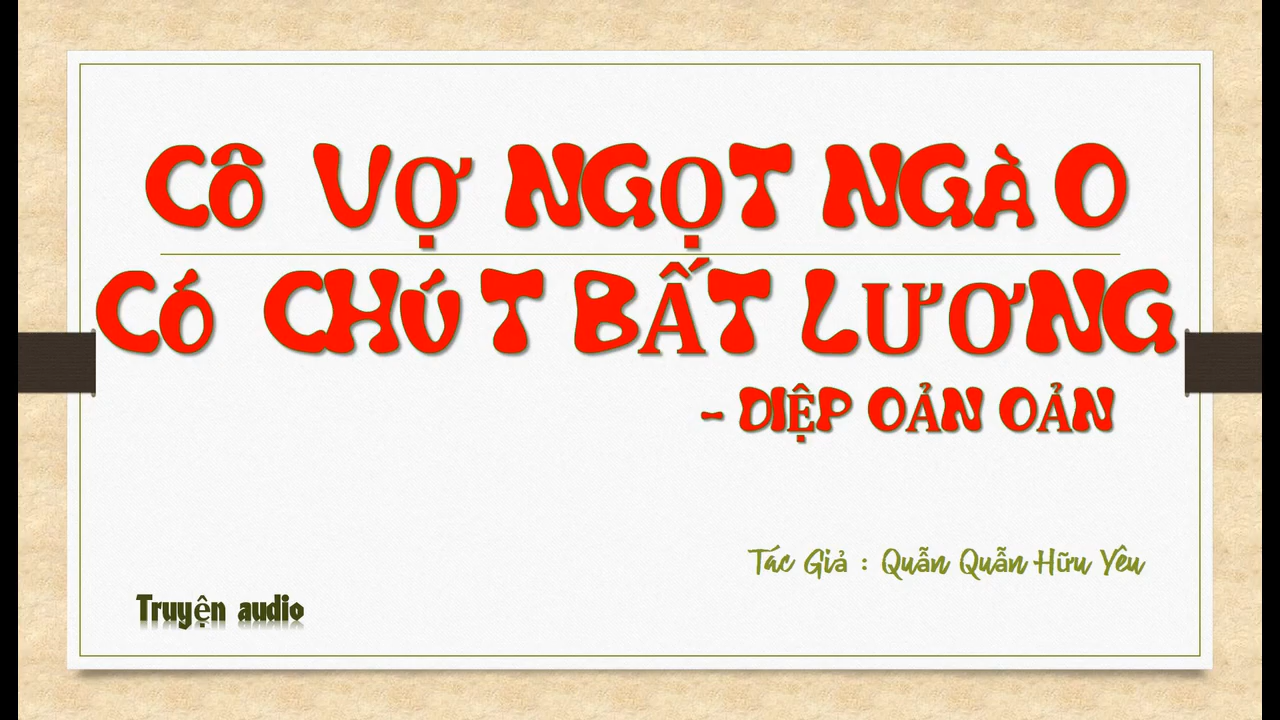 CÔ VỢ NGỌT NGÀO
CÓ CHÚT BẤT LƯƠNG
- DIỆP OẢN OẢN
Tác Giả : Quẫn Quẫn Hữu Yêu
Truyện audio